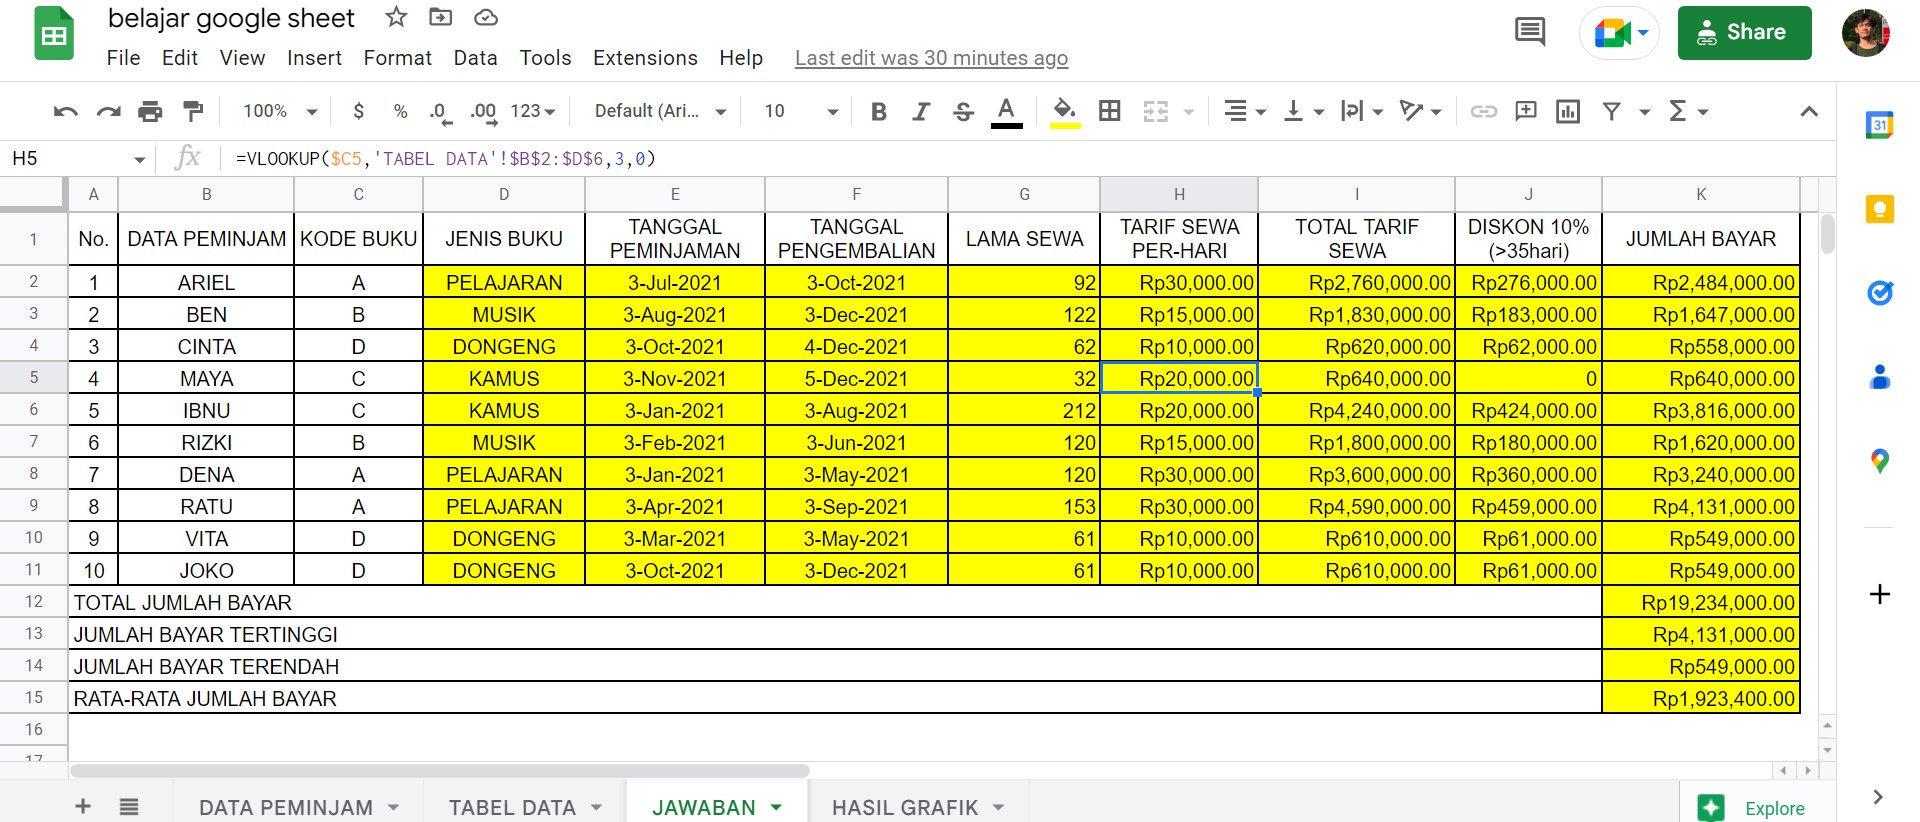 belajar google sheet
File Edit View Insert Format Data Tools Extensions Help Last edit was 30 minutes ago
Share
100% $ % .0 .00 123 Default (Ari... 10 B I S A
31
H5 fx =VLOOKUP($C5,'TABEL DATA'!$B$2:$D$6,3,0)
A B C D E F G H I J K
1 No. DATA PEMINJAM KODE BUKU JENIS BUKU TANGGAL PEMINJAMAN TANGGAL PENGEMBALIAN LAMA SEWA TARIF SEWA PER-HARI TOTAL TARIF SEWA DISKON 10% (>35hari) JUMLAH BAYAR
2 1 ARIEL A PELAJARAN 3-Jul-2021 3-Oct-2021 92 Rp30,000.00 Rp2,760,000.00 Rp276,000.00 Rp2,484,000.00
3 2 BEN B MUSIK 3-Aug-2021 3-Dec-2021 122 Rp15,000.00 Rp1,830,000.00 Rp183,000.00 Rp1,647,000.00
4 3 CINTA D DONGENG 3-Oct-2021 4-Dec-2021 62 Rp10,000.00 Rp620,000.00 Rp62,000.00 Rp558,000.00
5 4 MAYA C KAMUS 3-Nov-2021 5-Dec-2021 32 Rp20,000.00 Rp640,000.00 0 Rp640,000.00
6 5 IBNU C KAMUS 3-Jan-2021 3-Aug-2021 212 Rp20,000.00 Rp4,240,000.00 Rp424,000.00 Rp3,816,000.00
7 6 RIZKI B MUSIK 3-Feb-2021 3-Jun-2021 120 Rp15,000.00 Rp1,800,000.00 Rp180,000.00 Rp1,620,000.00
8 7 DENA A PELAJARAN 3-Jan-2021 3-May-2021 120 Rp30,000.00 Rp3,600,000.00 Rp360,000.00 Rp3,240,000.00
9 8 RATU A PELAJARAN 3-Apr-2021 3-Sep-2021 153 Rp30,000.00 Rp4,590,000.00 Rp459,000.00 Rp4,131,000.00
10 9 VITA D DONGENG 3-Mar-2021 3-May-2021 61 Rp10,000.00 Rp610,000.00 Rp61,000.00 Rp549,000.00
11 10 JOKO D DONGENG 3-Oct-2021 3-Dec-2021 61 Rp10,000.00 Rp610,000.00 Rp61,000.00 Rp549,000.00
12 TOTAL JUMLAH BAYAR Rp19,234,000.00
13 JUMLAH BAYAR TERTINGGI Rp4,131,000.00
14 JUMLAH BAYAR TERENDAH Rp549,000.00
15 RATA-RATA JUMLAH BAYAR Rp1,923,400.00
16
17
DATA PEMINJAM TABEL DATA JAWABAN HASIL GRAFIK Explore